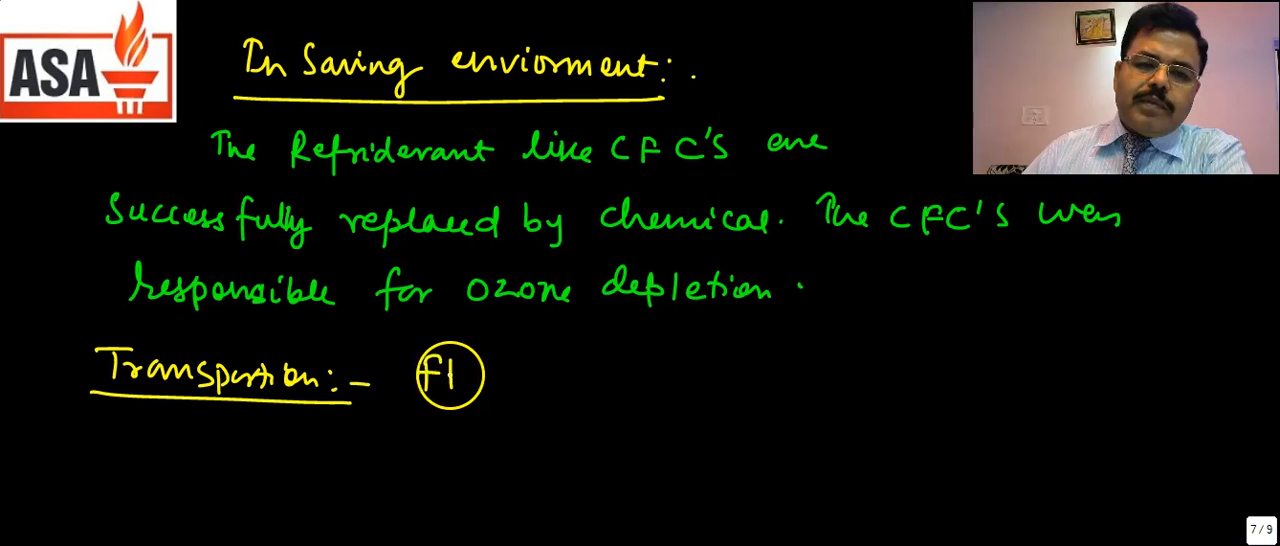 ASA
In Saving enviorment:.
The Refriderant like CFC's are
Successfully replaced by chemical. The CFC's were
responsible for ozone depletion.
Transportion:- f1
7/9